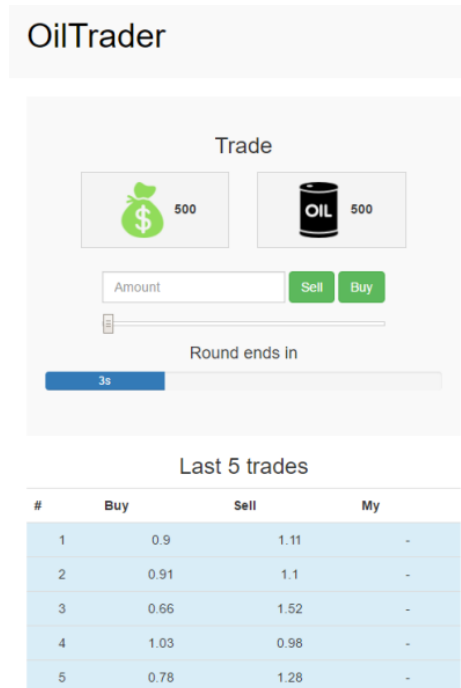 OilTrader
Trade
$ 500 OIL 500
Amount Sell Buy
Round ends in
3s
Last 5 trades
# Buy Sell My
1 0.9 1.11 -
2 0.91 1.1 -
3 0.66 1.52 -
4 1.03 0.98 -
5 0.78 1.28 -